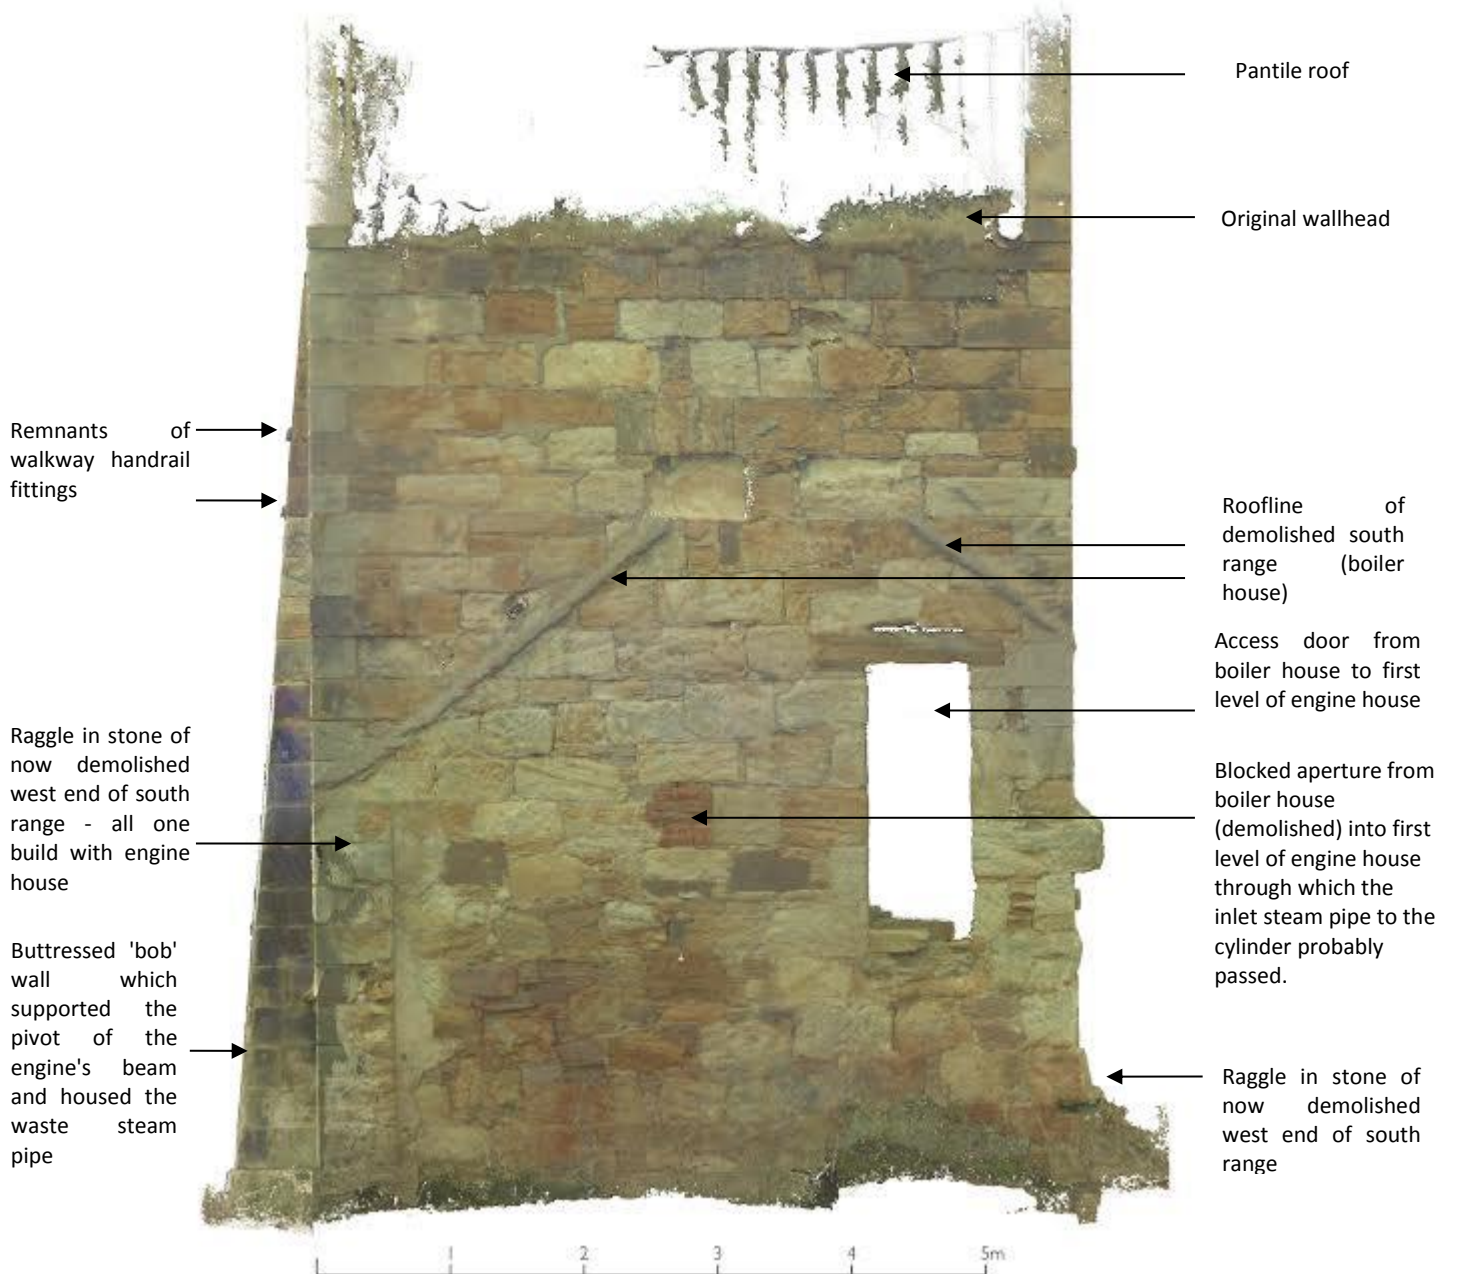 Pantile roof
Original wallhead
Remnants of
walkway handrail
fittings
Roofline of
demolished south
range (boiler
house)
Access door from
boiler house to first
level of engine house
Raggle in stone of
now demolished
west end of south
range - all one
build with engine
house
Blocked aperture from
boiler house
(demolished) into first
level of engine house
through which the
inlet steam pipe to the
cylinder probably
passed.
Buttressed 'bob'
wall which
supported the
pivot of the
engine's beam
and housed the
waste steam
pipe
Raggle in stone of
now demolished
west end of south
range
1 2 3 4 5m